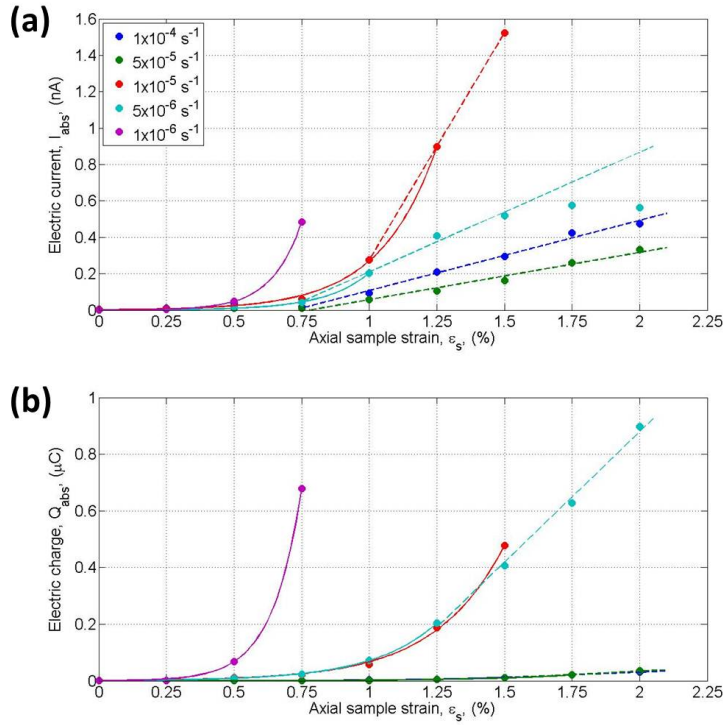 (a)
1.6
1.4
1.2
1
0.8
0.6
0.4
0.2
0
Electric current, I_abs, (nA)
1x10^-4 s^-1
5x10^-5 s^-1
1x10^-5 s^-1
5x10^-6 s^-1
1x10^-6 s^-1
0 0.25 0.5 0.75 1 1.25 1.5 1.75 2 2.25
Axial sample strain, ε_s, (%)
(b)
1
0.8
0.6
0.4
0.2
0
Electric charge, Q_abs, (μC)
0 0.25 0.5 0.75 1 1.25 1.5 1.75 2 2.25
Axial sample strain, ε_s, (%)